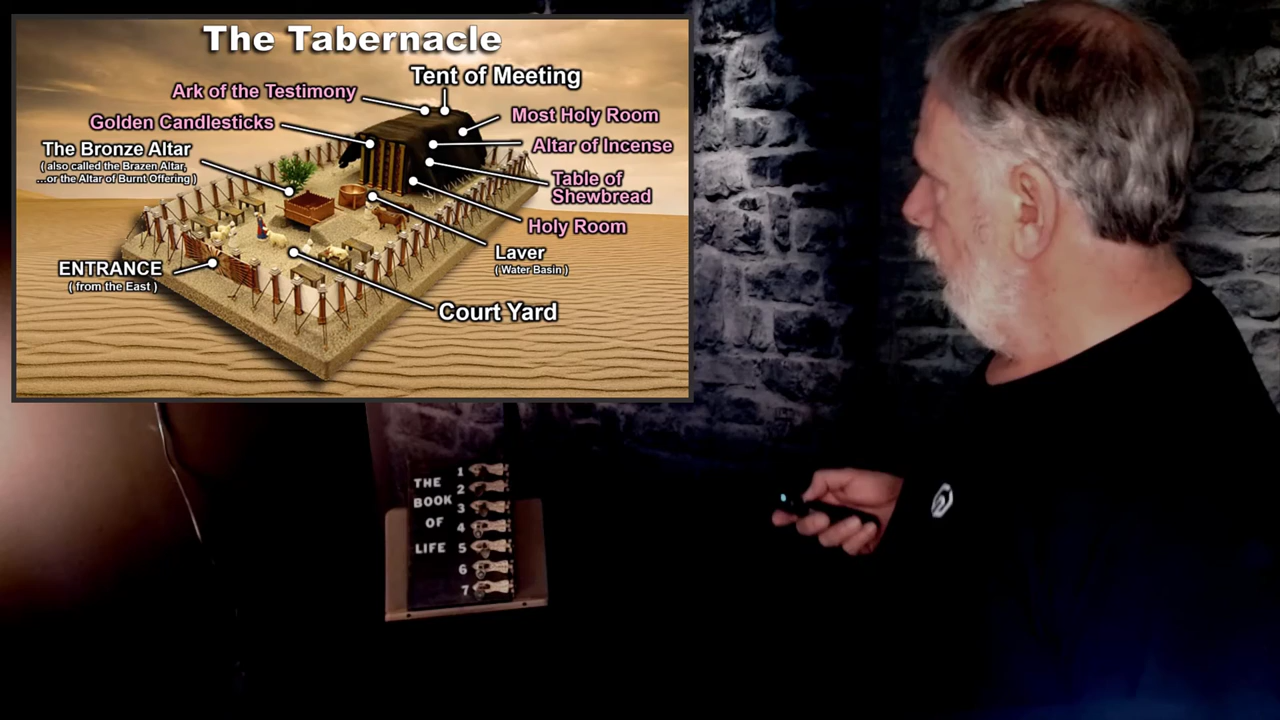 The Tabernacle
Tent of Meeting
Ark of the Testimony
Most Holy Room
Golden Candlesticks
Altar of Incense
The Bronze Altar
( also called the Brazen Altar,
...or the Altar of Burnt Offering )
Table of
Shewbread
Holy Room
Laver
( Water Basin )
ENTRANCE
( from the East )
Court Yard
THE
BOOK
OF
LIFE
1
2
3
4
5
6
7